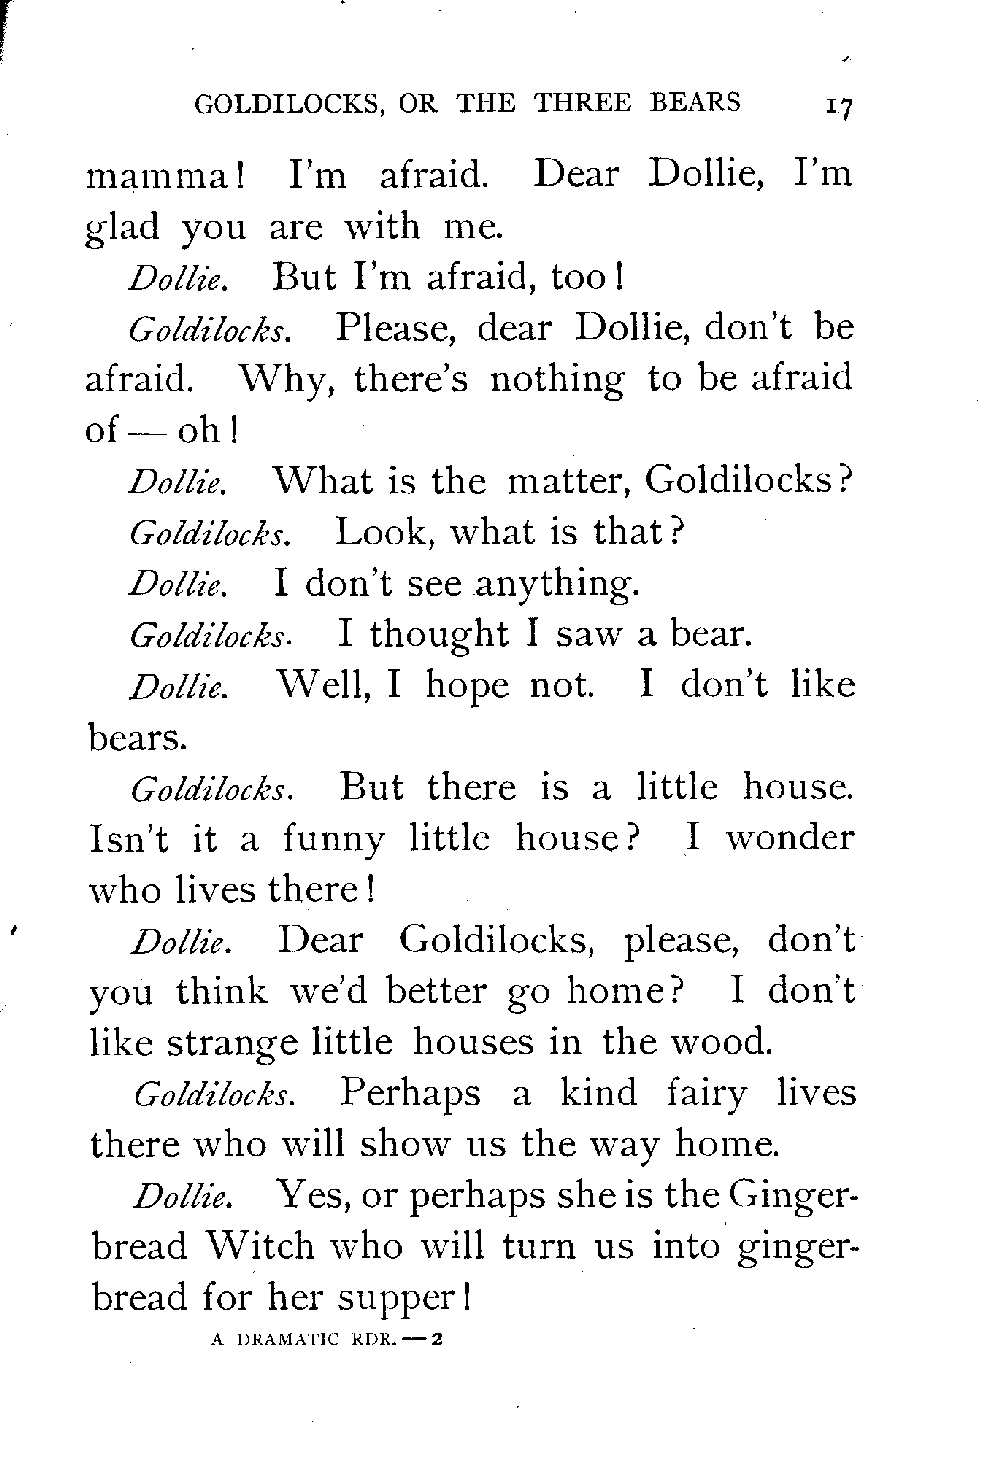 GOLDILOCKS, OR THE THREE BEARS 17
mamma! I'm afraid. Dear Dollie, I'm
glad you are with me.
Dollie. But I'm afraid, too!
Goldilocks. Please, dear Dollie, don't be
afraid. Why, there's nothing to be afraid
of — oh!
Dollie. What is the matter, Goldilocks?
Goldilocks. Look, what is that?
Dollie. I don't see anything.
Goldilocks. I thought I saw a bear.
Dollie. Well, I hope not. I don't like
bears.
Goldilocks. But there is a little house.
Isn't it a funny little house? I wonder
who lives there!
Dollie. Dear Goldilocks, please, don't
you think we'd better go home? I don't
like strange little houses in the wood.
Goldilocks. Perhaps a kind fairy lives
there who will show us the way home.
Dollie. Yes, or perhaps she is the Ginger-
bread Witch who will turn us into ginger-
bread for her supper!
A DRAMATIC RDR. — 2